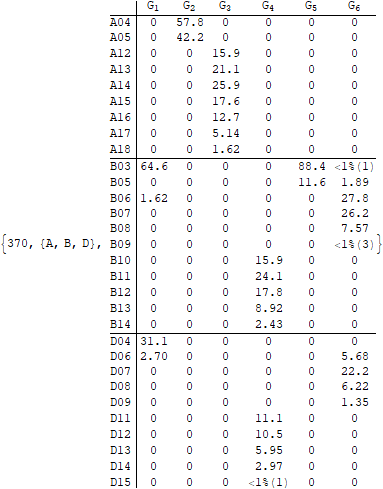 G1 G2 G3 G4 G5 G6
A04 0 57.8 0 0 0 0
A05 0 42.2 0 0 0 0
A12 0 0 15.9 0 0 0
A13 0 0 21.1 0 0 0
A14 0 0 25.9 0 0 0
A15 0 0 17.6 0 0 0
A16 0 0 12.7 0 0 0
A17 0 0 5.14 0 0 0
A18 0 0 1.62 0 0 0
B03 64.6 0 0 0 88.4 <1%(1)
B05 0 0 0 0 11.6 1.89
B06 1.62 0 0 0 0 27.8
B07 0 0 0 0 0 26.2
B08 0 0 0 0 0 7.57
{370, {A, B, D}, B09 0 0 0 0 0 <1%(3)}
B10 0 0 0 15.9 0 0
B11 0 0 0 24.1 0 0
B12 0 0 0 17.8 0 0
B13 0 0 0 8.92 0 0
B14 0 0 0 2.43 0 0
D04 31.1 0 0 0 0 0
D06 2.70 0 0 0 0 5.68
D07 0 0 0 0 0 22.2
D08 0 0 0 0 0 6.22
D09 0 0 0 0 0 1.35
D11 0 0 0 11.1 0 0
D12 0 0 0 10.5 0 0
D13 0 0 0 5.95 0 0
D14 0 0 0 2.97 0 0
D15 0 0 0 <1%(1) 0 0